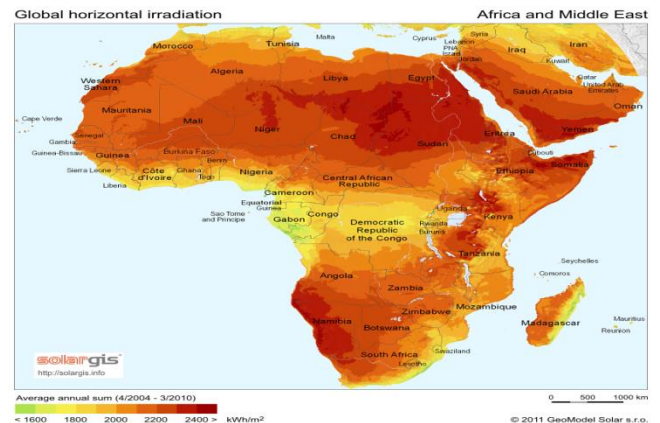 Global horizontal irradiation
Africa and Middle East
Malta
Cyprus
Syria
Lebanon
PNA
Israel
Jordan
Iraq
Iran
Kuwait
Morocco
Tunisia
Algeria
Libya
Egypt
Qatar
United Arab
Emirates
Saudi Arabia
Oman
Western
Sahara
Mauritania
Mali
Niger
Chad
Sudan
Eritrea
Yemen
Cape Verde
Senegal
Gambia
Guinea-Bissau
Guinea
Burkina Faso
Benin
Djibouti
Somalia
Ethiopia
Sierra Leone
Liberia
Côte
d'Ivoire
Ghana
Togo
Nigeria
Central African
Republic
Cameroon
Equatorial
Guinea
Sao Tome
and Principe
Gabon
Congo
Democratic
Republic
of the Congo
Uganda
Rwanda
Burundi
Kenya
Tanzania
Seychelles
Comoros
Angola
Zambia
Zimbabwe
Mozambique
Madagascar
Mauritius
Reunion
Namibia
Botswana
Swaziland
South Africa
Lesotho
solargis
http://solargis.info
Average annual sum (4/2004 - 3/2010)
< 1600 1800 2000 2200 2400 > kWh/m²
0 500 1000 km
© 2011 GeoModel Solar s.r.o.